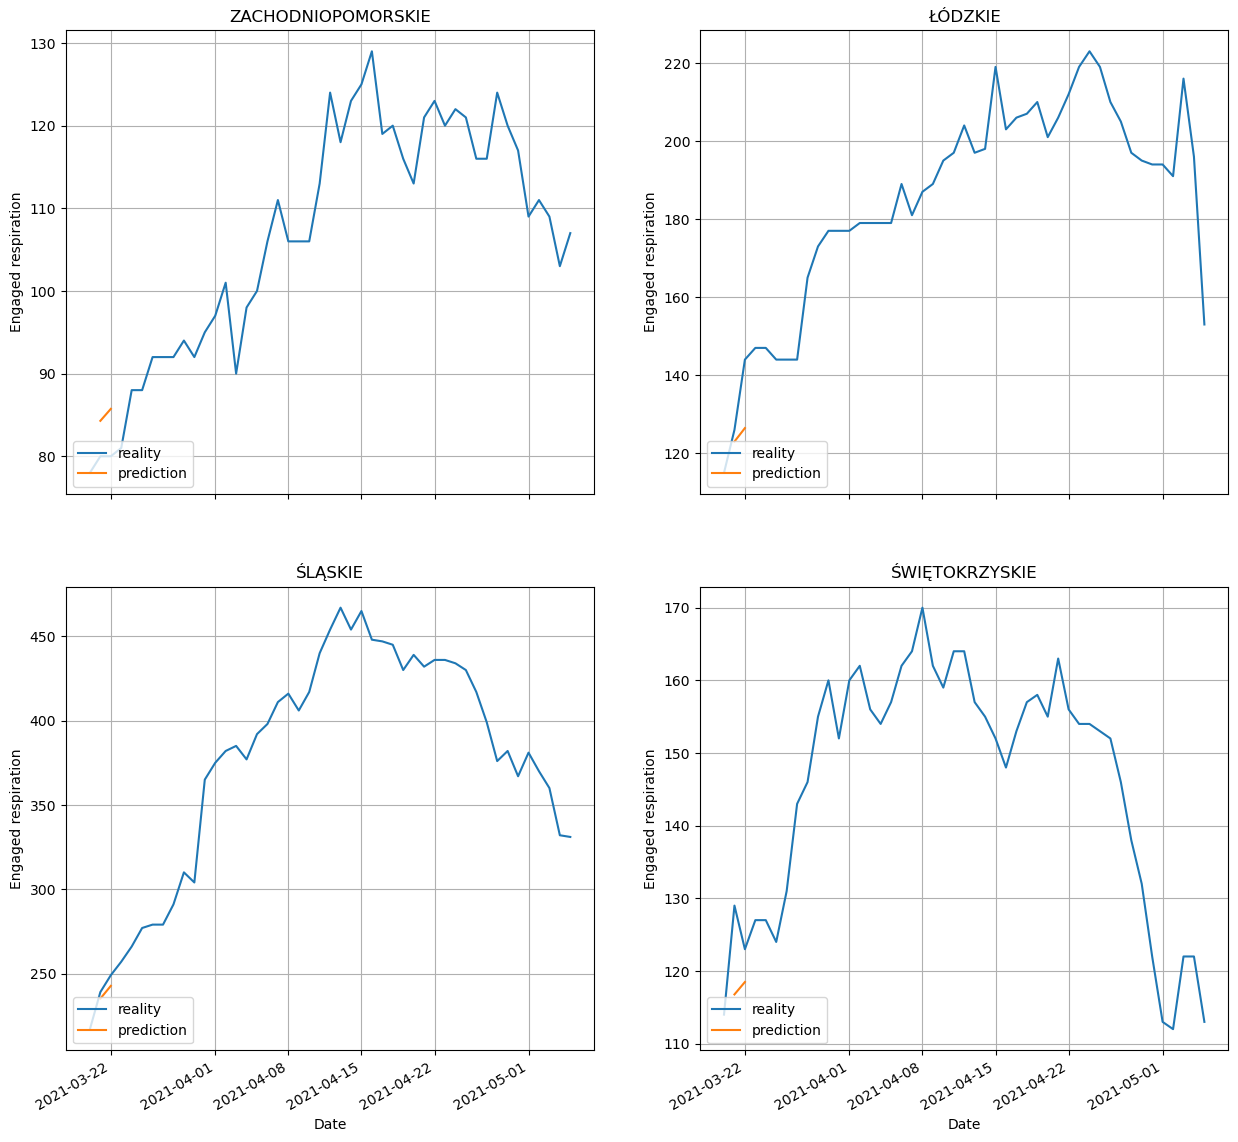 ZACHODNIOPOMORSKIE
Engaged respiration
130
120
110
100
90
80
reality
prediction
ŁÓDZKIE
Engaged respiration
220
200
180
160
140
120
reality
prediction
ŚLĄSKIE
Engaged respiration
450
400
350
300
250
reality
prediction
2021-03-22
2021-04-01
2021-04-08
2021-04-15
2021-04-22
2021-05-01
Date
ŚWIĘTOKRZYSKIE
Engaged respiration
170
160
150
140
130
120
110
reality
prediction
2021-03-22
2021-04-01
2021-04-08
2021-04-15
2021-04-22
2021-05-01
Date